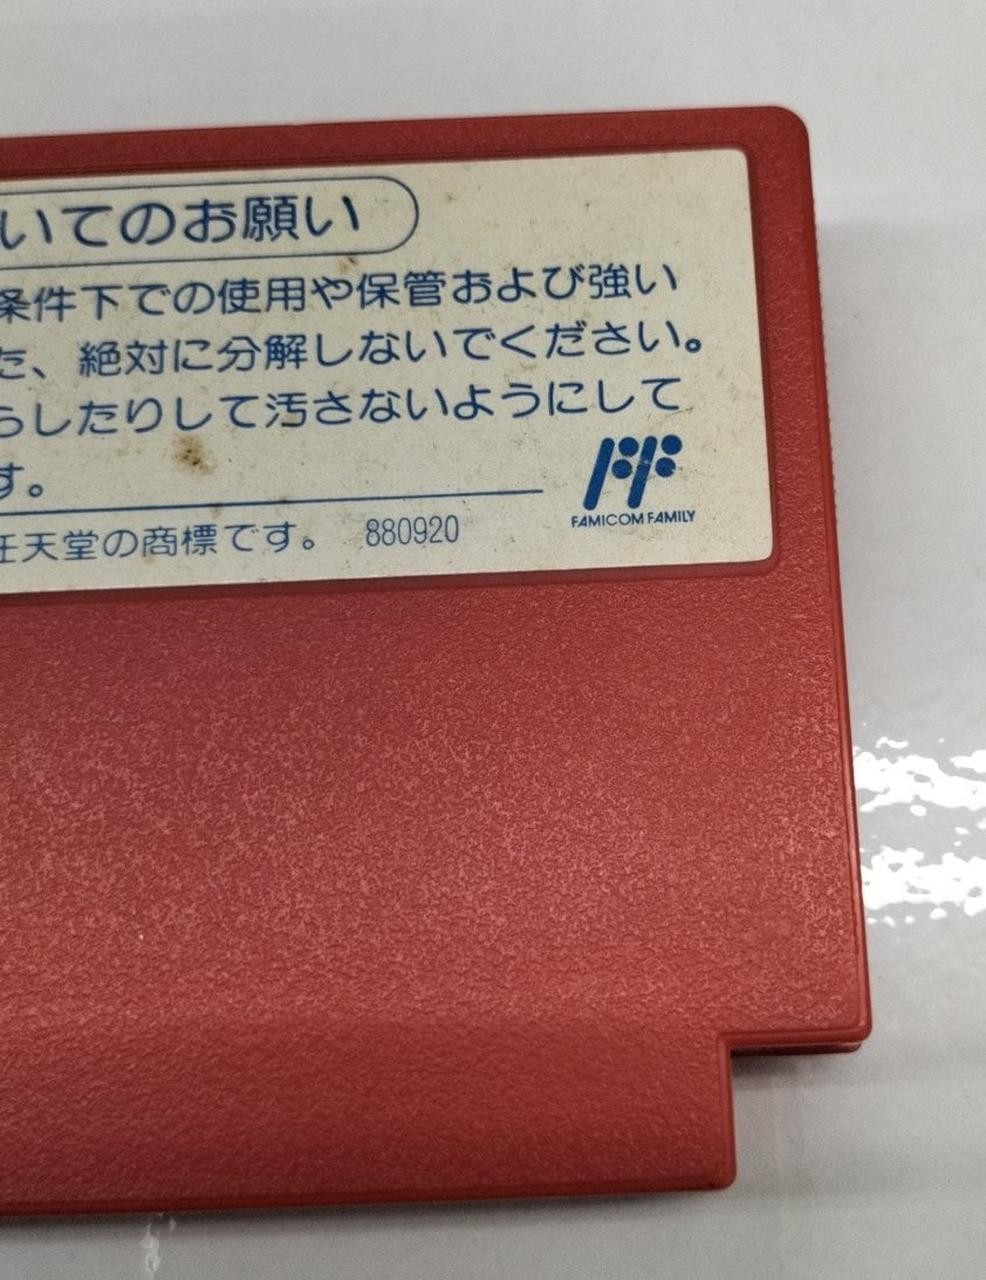 いてのお願い
条件下での使用や保管および強い
た、絶対に分解しないでください。
らしたりして汚さないようにして
す。
任天堂の商標です。 880920
FAMICOM FAMILY